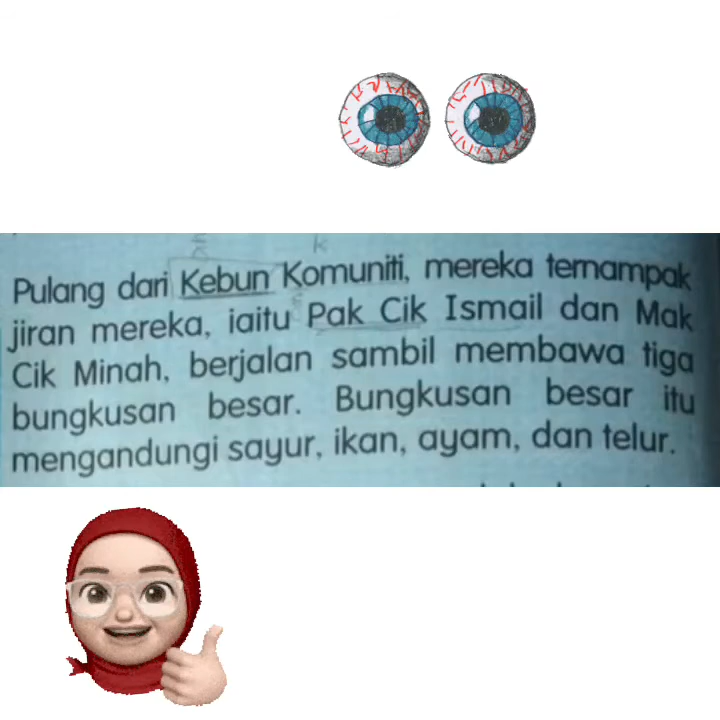 Pulang dari Kebun Komuniti, mereka ternampak
jiran mereka, iaitu Pak Cik Ismail dan Mak
Cik Minah, berjalan sambil membawa tiga
bungkusan besar. Bungkusan besar itu
mengandungi sayur, ikan, ayam, dan telur.